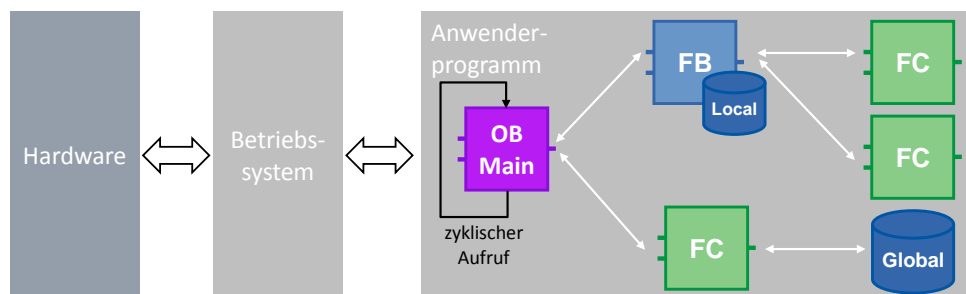 Hardware
Betriebs-
system
Anwender-
programm
OB
Main
zyklischer
Aufruf
FB
Local
FC
FC
FC
Global